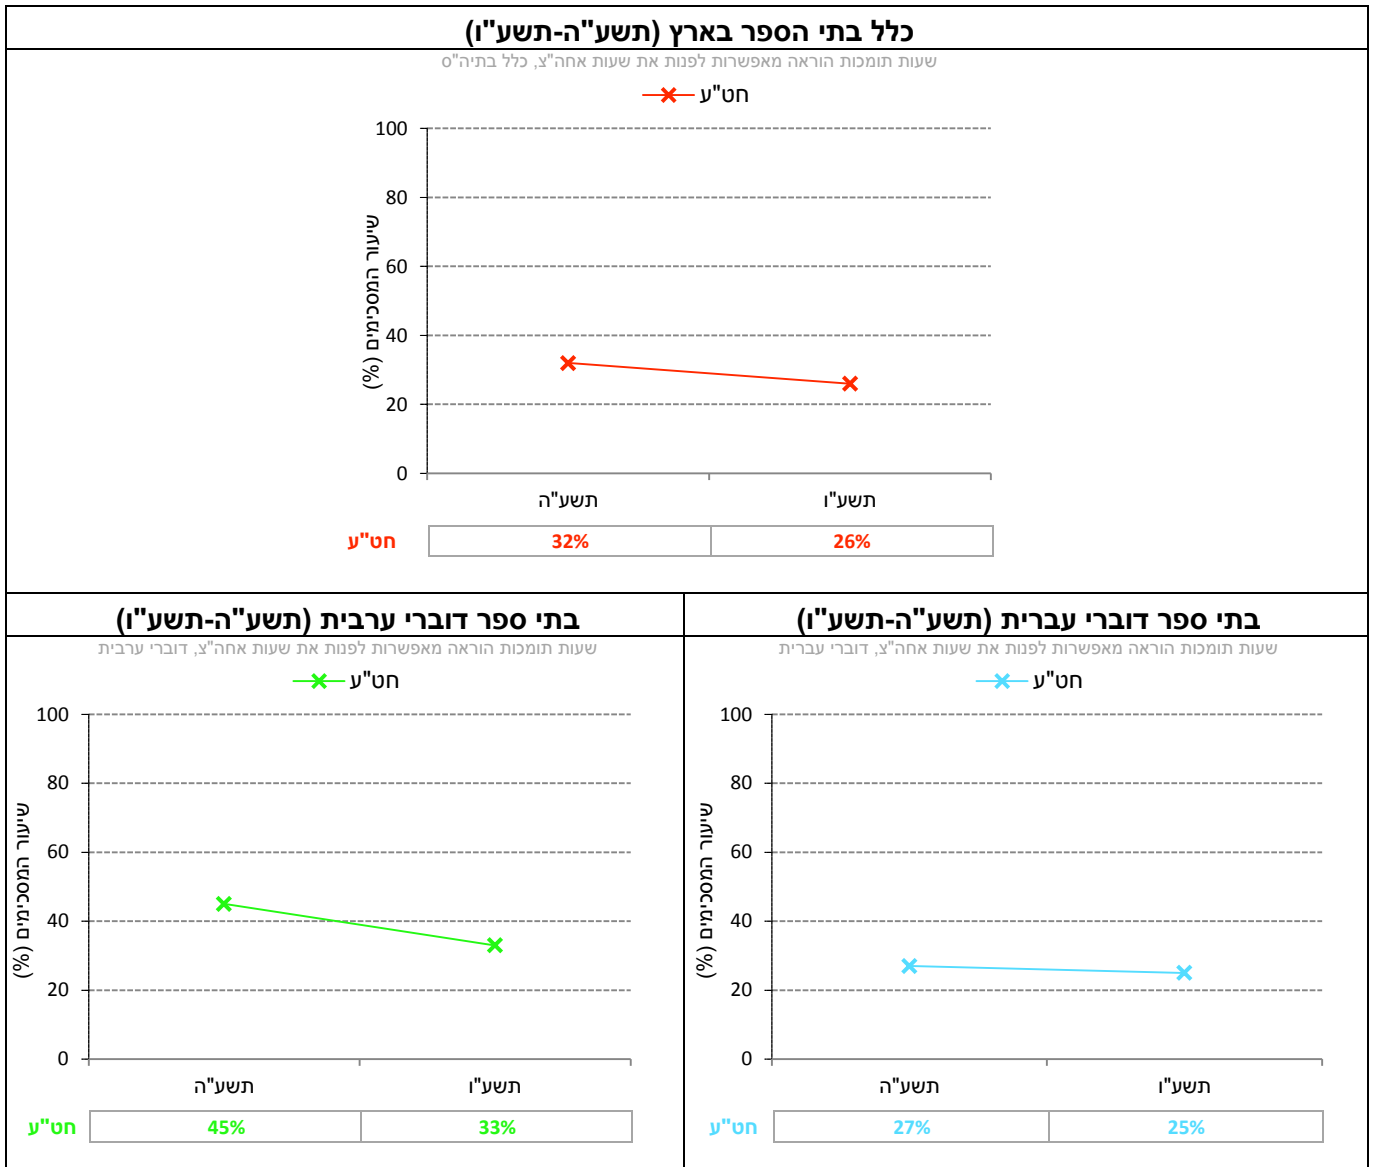 כלל בתי הספר בארץ (תשע"ה-תשע"ו)
שעות תומכות הוראה מאפשרות לפנות את שעות אחה"צ, כלל בתיה"ס
חט"ע
100
80
60
40
20
0
שיעור המסכימים (%)
תשע"ה תשע"ו
חט"ע 32% 26%
בתי ספר דוברי עברית (תשע"ה-תשע"ו)
שעות תומכות הוראה מאפשרות לפנות את שעות אחה"צ, דוברי עברית
חט"ע
100
80
60
40
20
0
שיעור המסכימים (%)
תשע"ה תשע"ו
חט"ע 27% 25%
בתי ספר דוברי ערבית (תשע"ה-תשע"ו)
שעות תומכות הוראה מאפשרות לפנות את שעות אחה"צ, דוברי ערבית
חט"ע
100
80
60
40
20
0
שיעור המסכימים (%)
תשע"ה תשע"ו
חט"ע 45% 33%